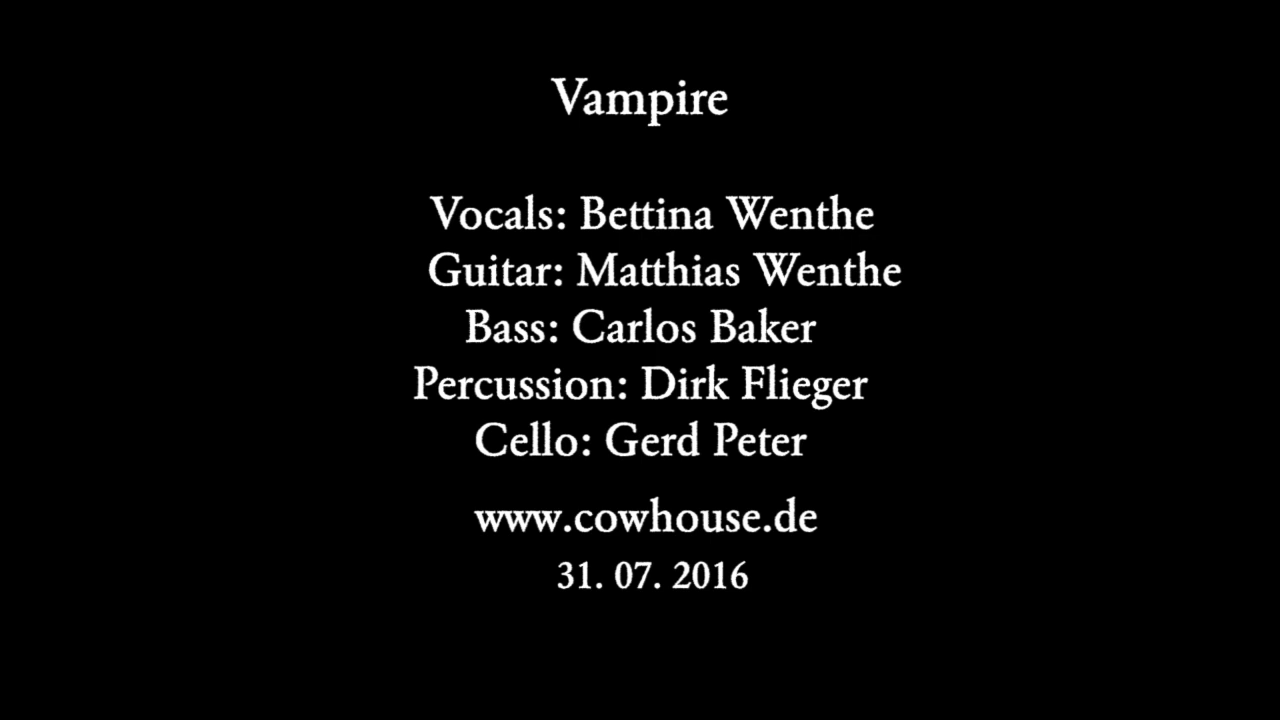 Vampire
Vocals: Bettina Wenthe
Guitar: Matthias Wenthe
Bass: Carlos Baker
Percussion: Dirk Flieger
Cello: Gerd Peter
www.cowhouse.de
31. 07. 2016